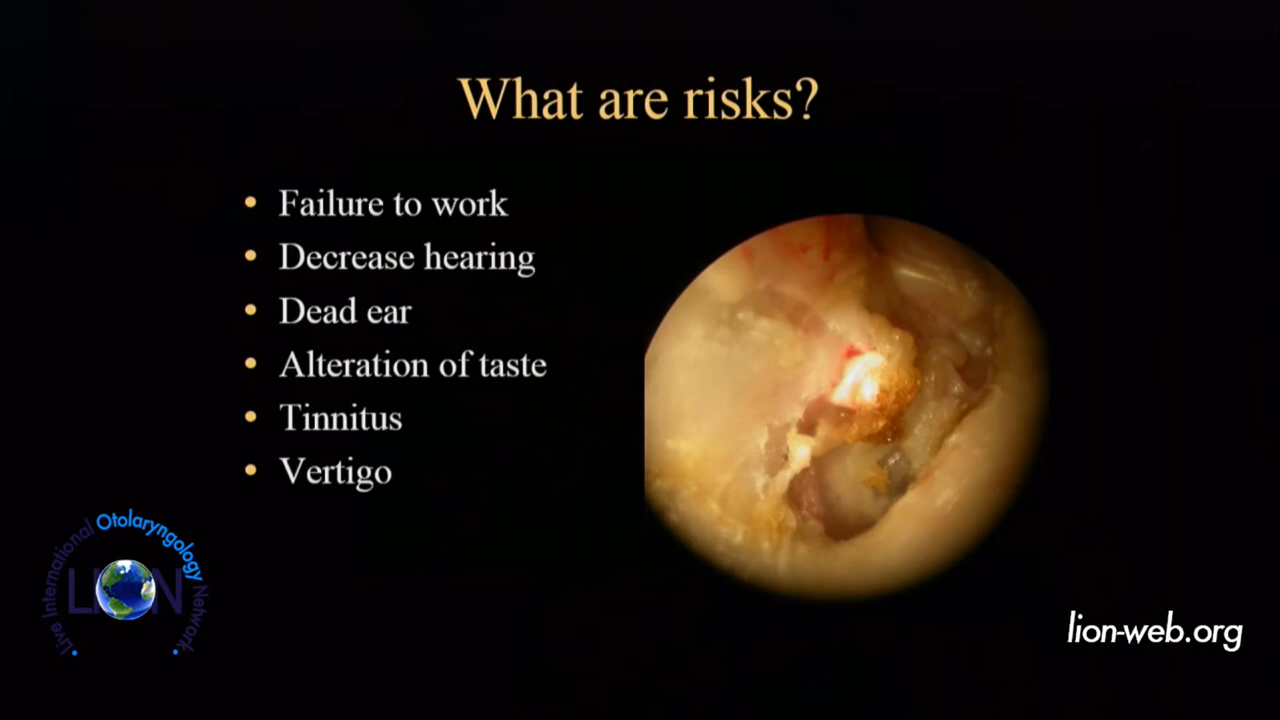 What are risks?
• Failure to work
• Decrease hearing
• Dead ear
• Alteration of taste
• Tinnitus
• Vertigo
Live International Otolaryngology Network
LION
lion-web.org